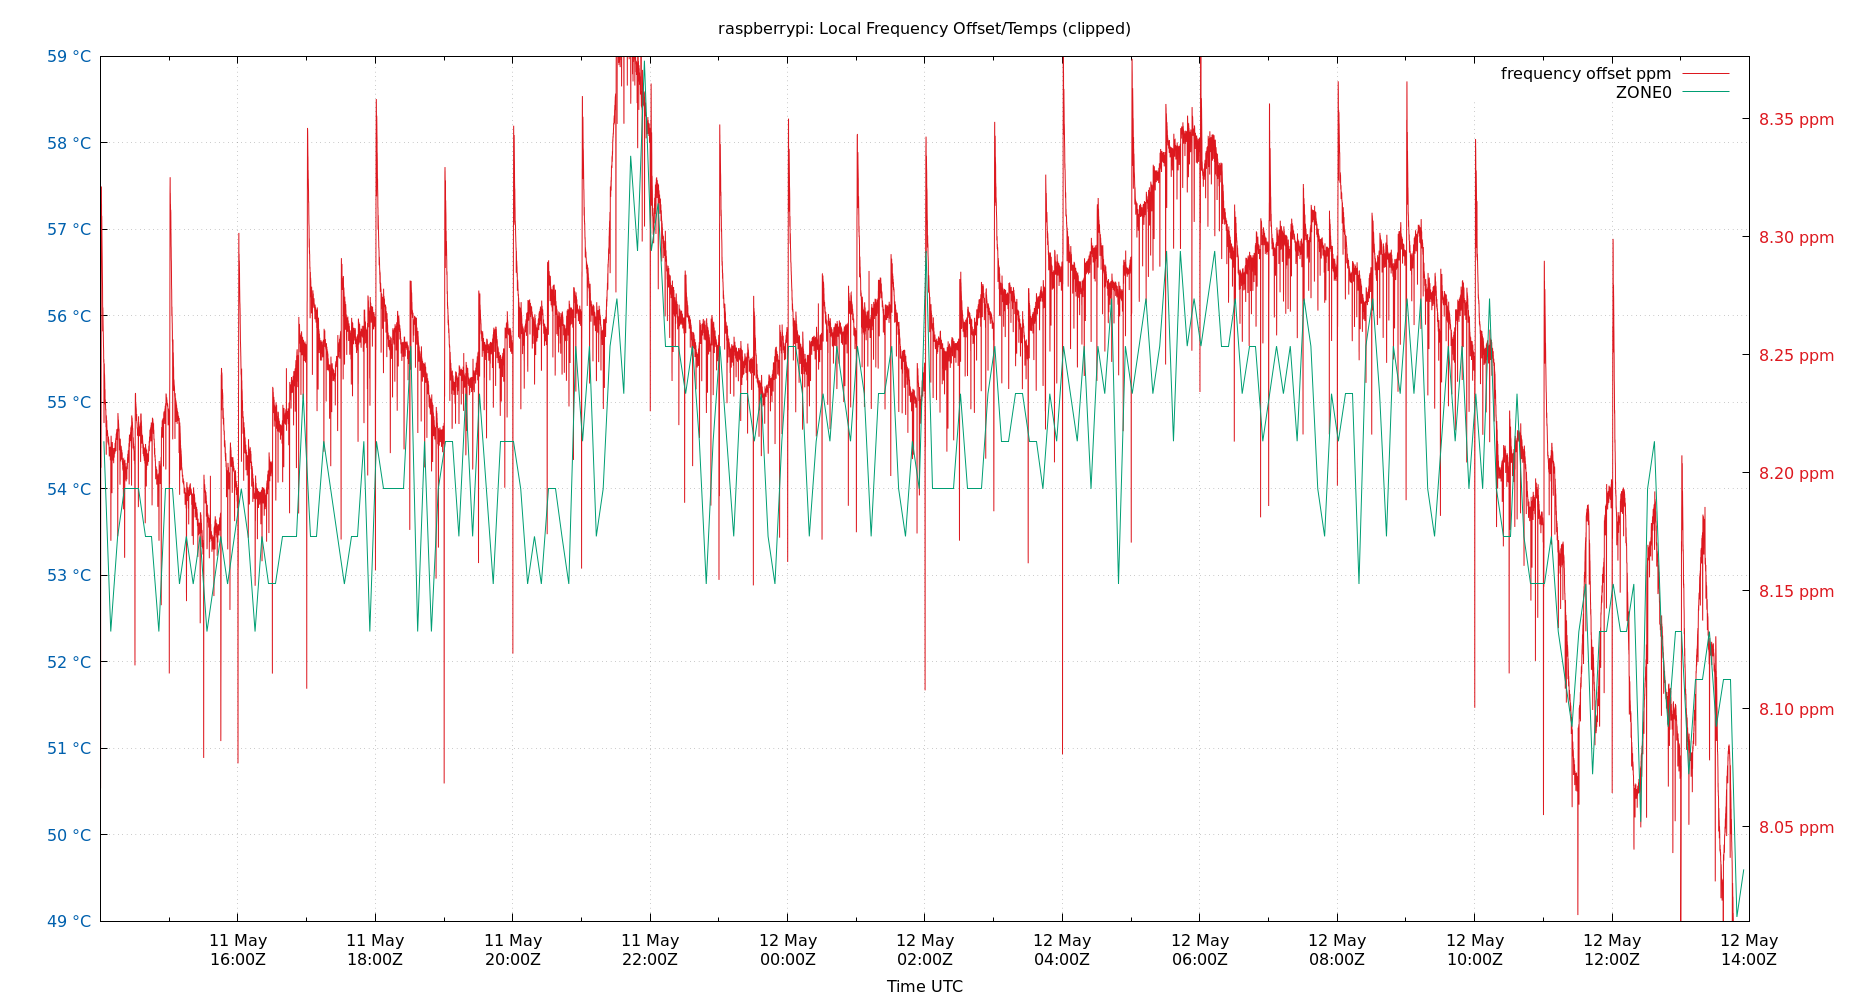 raspberrypi: Local Frequency Offset/Temps (clipped)
59 °C
58 °C
57 °C
56 °C
55 °C
54 °C
53 °C
52 °C
51 °C
50 °C
49 °C
frequency offset ppm
ZONE0
8.35 ppm
8.30 ppm
8.25 ppm
8.20 ppm
8.15 ppm
8.10 ppm
8.05 ppm
11 May
16:00Z
11 May
18:00Z
11 May
20:00Z
11 May
22:00Z
12 May
00:00Z
12 May
02:00Z
12 May
04:00Z
12 May
06:00Z
12 May
08:00Z
12 May
10:00Z
12 May
12:00Z
12 May
14:00Z
Time UTC